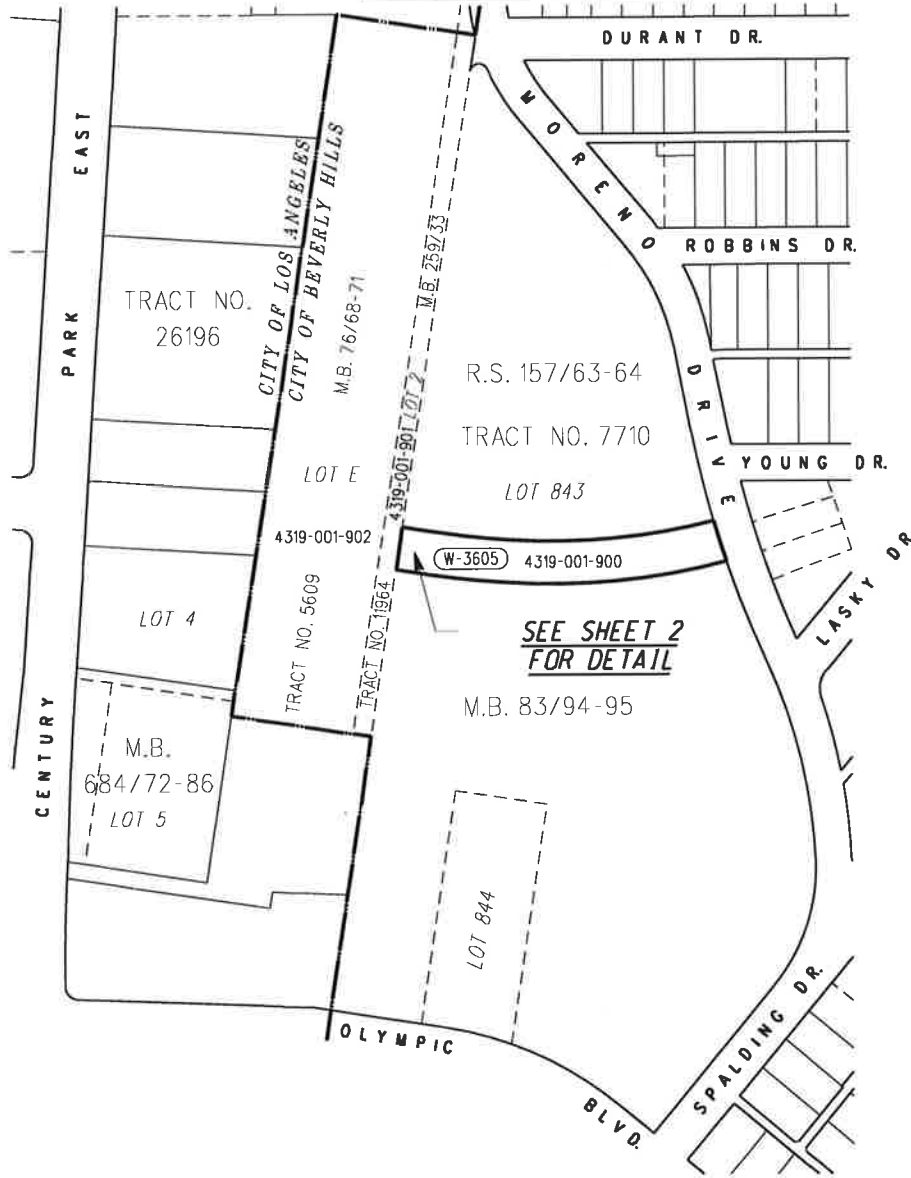 DURANT DR.
MORENO
DRIVE
ROBBINS DR.
YOUNG DR.
LASKY DR
EAST
PARK
CENTURY
TRACT NO.
26196
CITY OF LOS ANGELES
CITY OF BEVERLY HILLS
M.B. 76/68-71
M.B. 259/33
LOT 2
4319-001-901
R.S. 157/63-64
TRACT NO. 7710
LOT 843
LOT E
4319-001-902
W-3605 4319-001-900
TRACT NO. 5609
TRACT NO. 11964
LOT 4
SEE SHEET 2
FOR DETAIL
M.B. 83/94-95
M.B.
684/72-86
LOT 5
LOT 844
OLYMPIC
BLVD.
SPALDING DR.